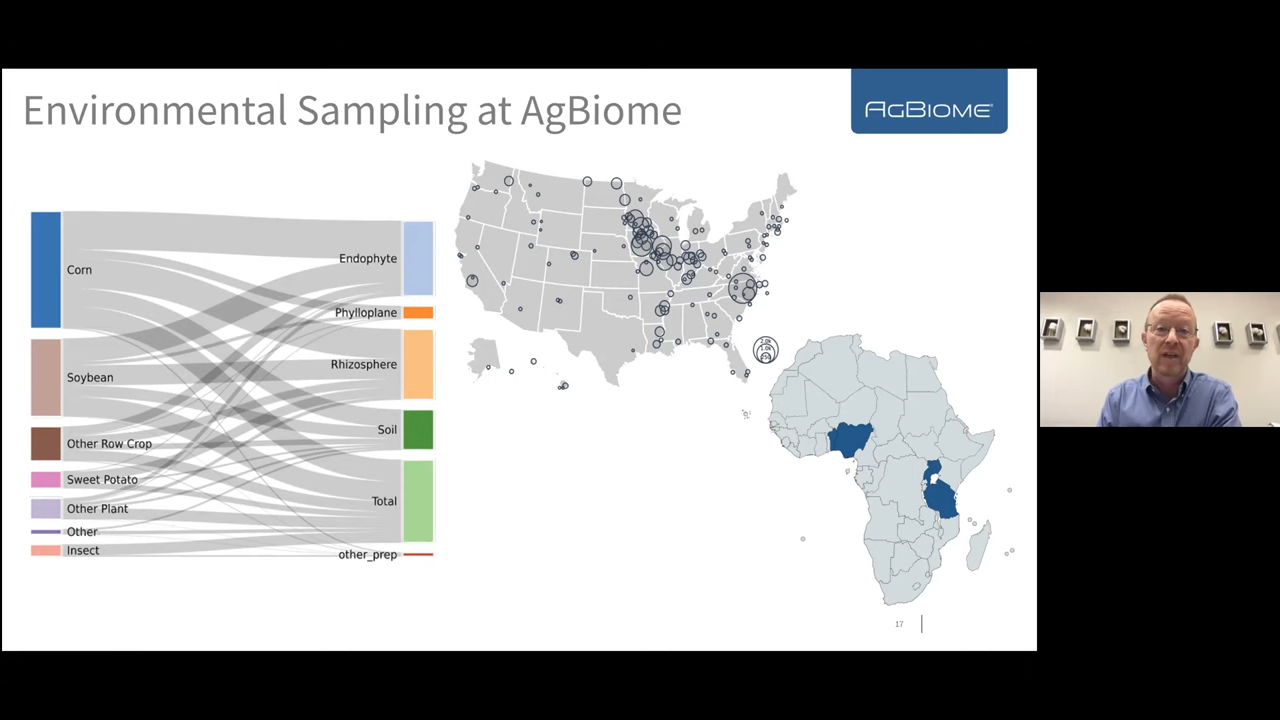 Environmental Sampling at AgBiome
AGBIOME
Corn
Soybean
Other Row Crop
Sweet Potato
Other Plant
Other
Insect
Endophyte
Phylloplane
Rhizosphere
Soil
Total
other_prep
17